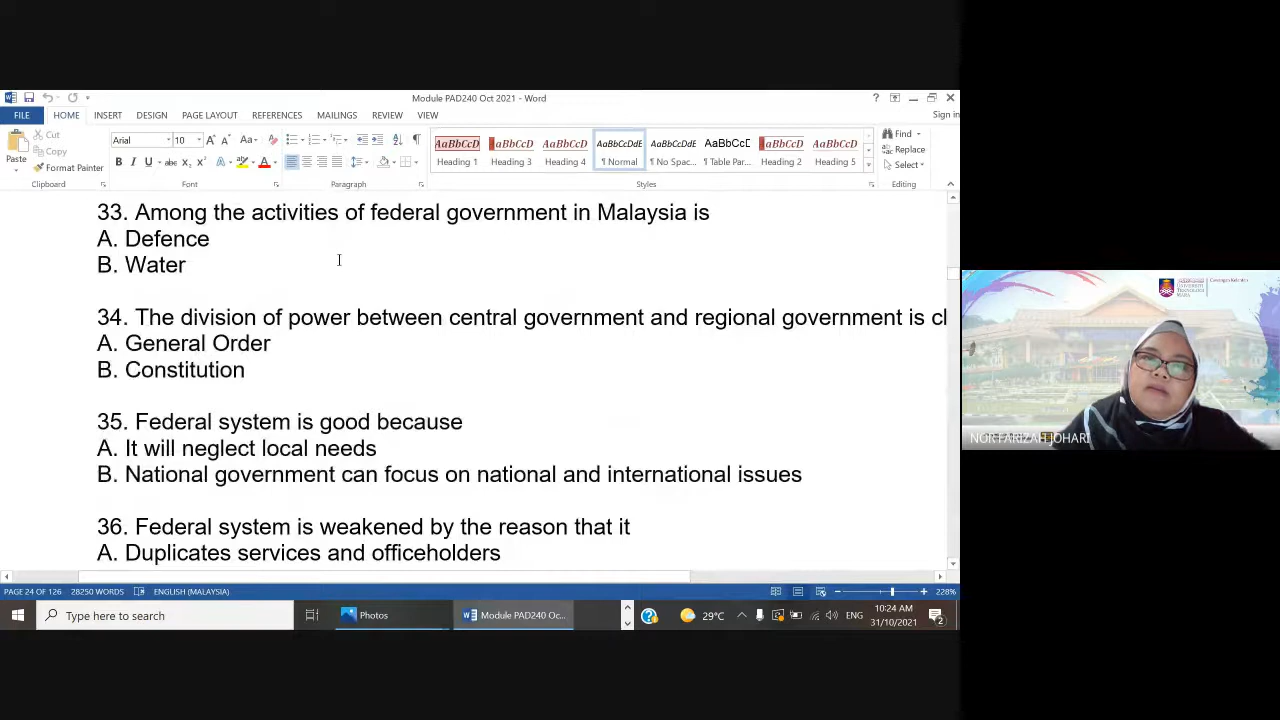 Module PAD240 Oct 2021 - Word
Sign in
FILE HOME INSERT DESIGN PAGE LAYOUT REFERENCES MAILINGS REVIEW VIEW
Cut
Copy
Format Painter
Paste
Clipboard
Arial 10
Font
Paragraph
AaBbCcD AaBbCcD AaBbCcD AaBbCcDdE AaBbCcDdE AaBbCcDdE AaBbCcD AaBbCcD
Heading 1 Heading 3 Heading 4 ¶ Normal ¶ No Spac... ¶ Table Par... Heading 2 Heading 5
Styles
Find
Replace
Select
Editing
33. Among the activities of federal government in Malaysia is
A. Defence
B. Water
34. The division of power between central government and regional government is cl
A. General Order
B. Constitution
35. Federal system is good because
A. It will neglect local needs
B. National government can focus on national and international issues
36. Federal system is weakened by the reason that it
A. Duplicates services and officeholders
PAGE 24 OF 126 28250 WORDS ENGLISH (MALAYSIA) 228%
Type here to search
Photos
Module PAD240 Oc...
29°C
ENG
10:24 AM
31/10/2021
2
UNIVERSITI
TEKNOLOGI
MARA
NOR FARIZAH JOHARI